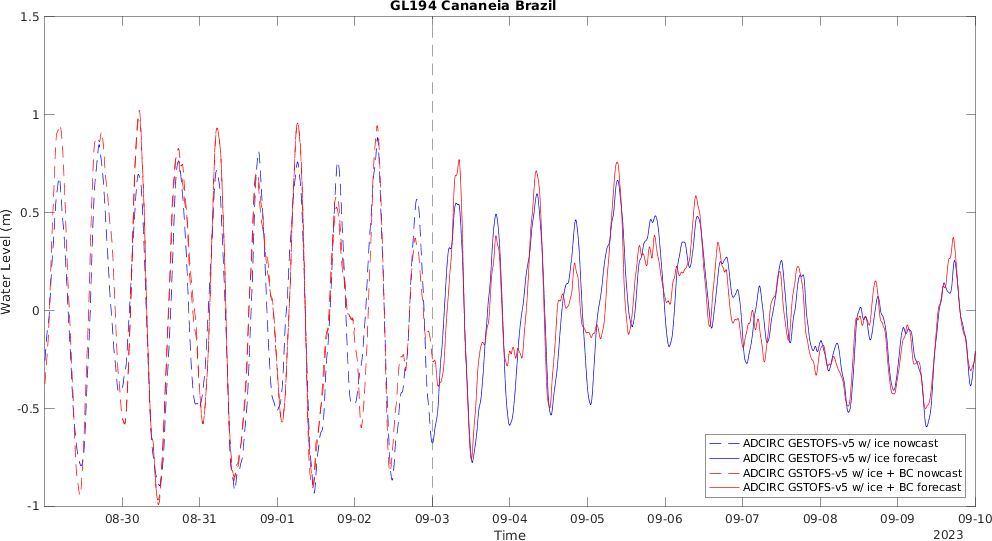 GL194 Cananeia Brazil
Water Level (m)
1.5
1
0.5
0
-0.5
-1
08-30 08-31 09-01 09-02 09-03 09-04 09-05 09-06 09-07 09-08 09-09 09-10
Time
2023
ADCIRC GESTOFS-v5 w/ ice nowcast
ADCIRC GESTOFS-v5 w/ ice forecast
ADCIRC GSTOFS-v5 w/ ice + BC nowcast
ADCIRC GSTOFS-v5 w/ ice + BC forecast